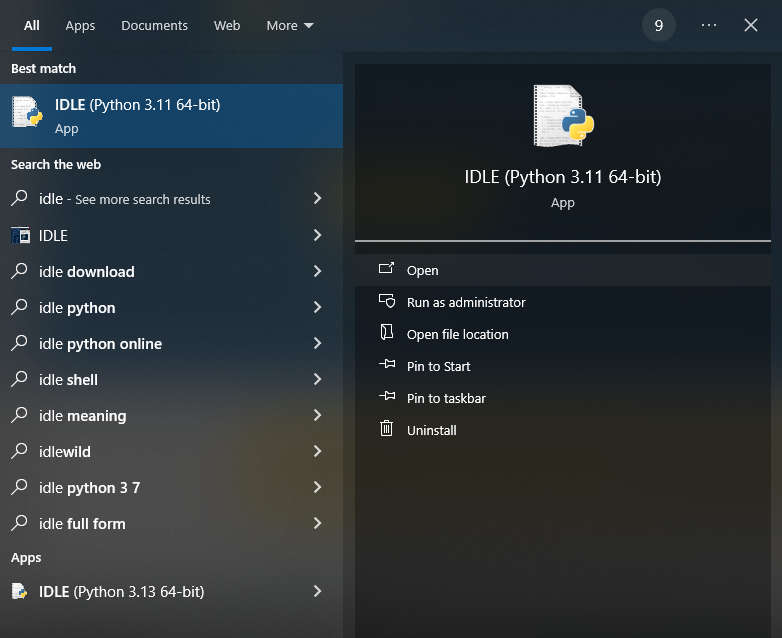 All Apps Documents Web More 9 ...
Best match
IDLE (Python 3.11 64-bit)
App
Search the web
idle - See more search results
IDLE
idle download
idle python
idle python online
idle shell
idle meaning
idlewild
idle python 3 7
idle full form
Apps
IDLE (Python 3.13 64-bit)
IDLE (Python 3.11 64-bit)
App
Open
Run as administrator
Open file location
Pin to Start
Pin to taskbar
Uninstall